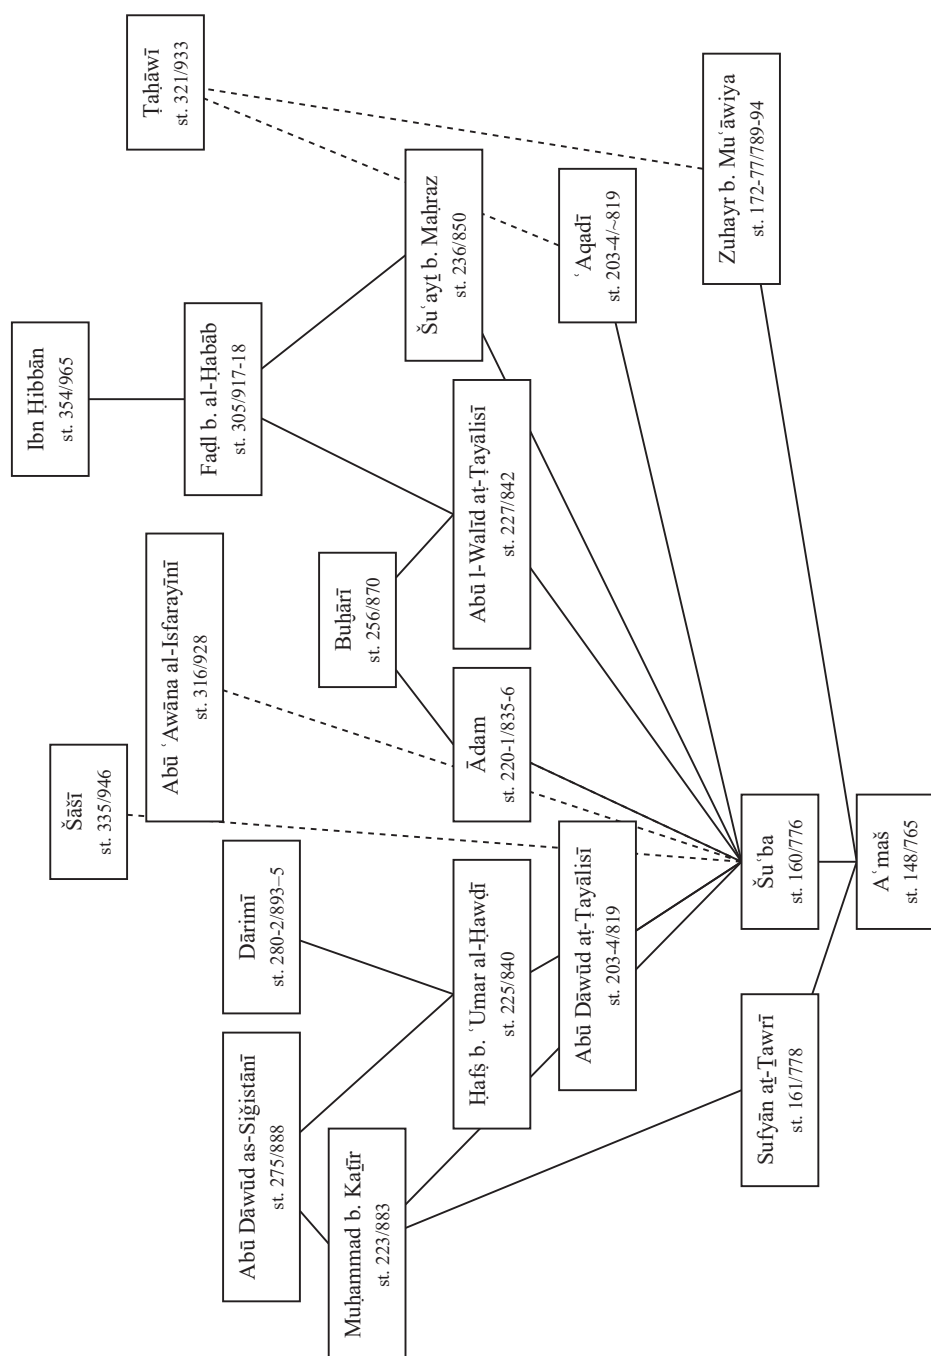 Ṭaḥāwī
st. 321/933
Ibn Ḥibbān
st. 354/965
Zuhayr b. Muʿāwiya
st. 172-77/789-94
Šuʿayṯ b. Maḥraz
st. 236/850
ʿAqadī
st. 203-4/~819
Faḍl b. al-Ḥabāb
st. 305/917-18
Buḫārī
st. 256/870
Abū l-Walīd aṭ-Ṭayālisī
st. 227/842
Abū ʿAwāna al-Isfarayīnī
st. 316/928
Šāšī
st. 335/946
Ādam
st. 220-1/835-6
Dārimī
st. 280-2/893–5
Ḥafṣ b. ʿUmar al-Ḥawḍī
st. 225/840
Abū Dāwūd aṭ-Ṭayālisī
st. 203-4/819
Šuʿba
st. 160/776
Aʿmaš
st. 148/765
Abū Dāwūd as-Siǧistānī
st. 275/888
Muḥammad b. Kaṯīr
st. 223/883
Sufyān aṯ-Ṯawrī
st. 161/778